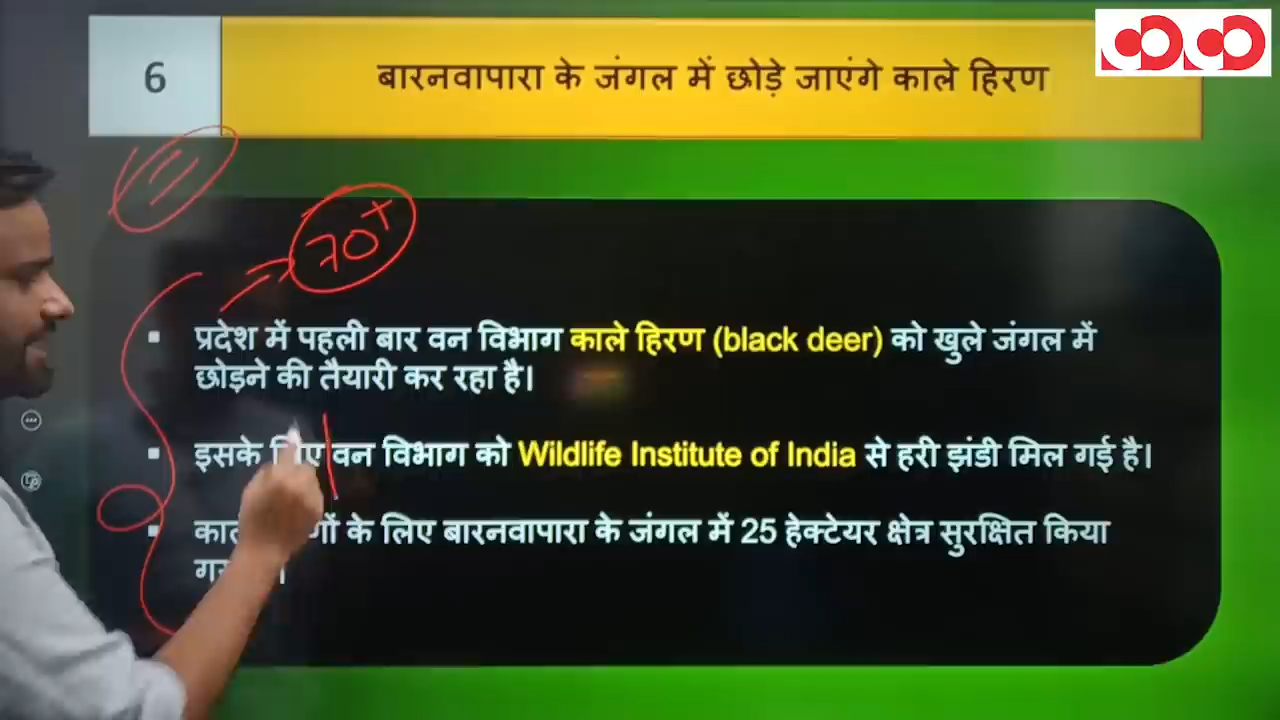 6
बारनवापारा के जंगल में छोड़े जाएंगे काले हिरण
70+
प्रदेश में पहली बार वन विभाग काले हिरण (black deer) को खुले जंगल में
छोड़ने की तैयारी कर रहा है।
इसके वन विभाग को Wildlife Institute of India से हरी झंडी मिल गई है।
के लिए बारनवापारा के जंगल में 25 हेक्टेयर क्षेत्र सुरक्षित किया